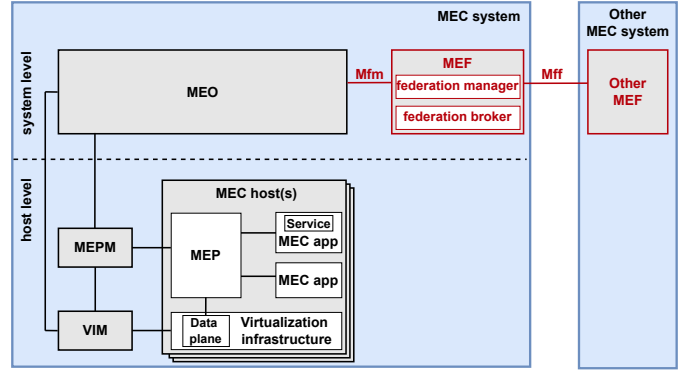 MEC system
Other
MEC system
system level
MEO
Mfm
MEF
federation manager
federation broker
Mff
Other
MEF
host level
MEC host(s)
MEPM
MEP
Service
MEC app
MEC app
VIM
Data
plane
Virtualization
infrastructure